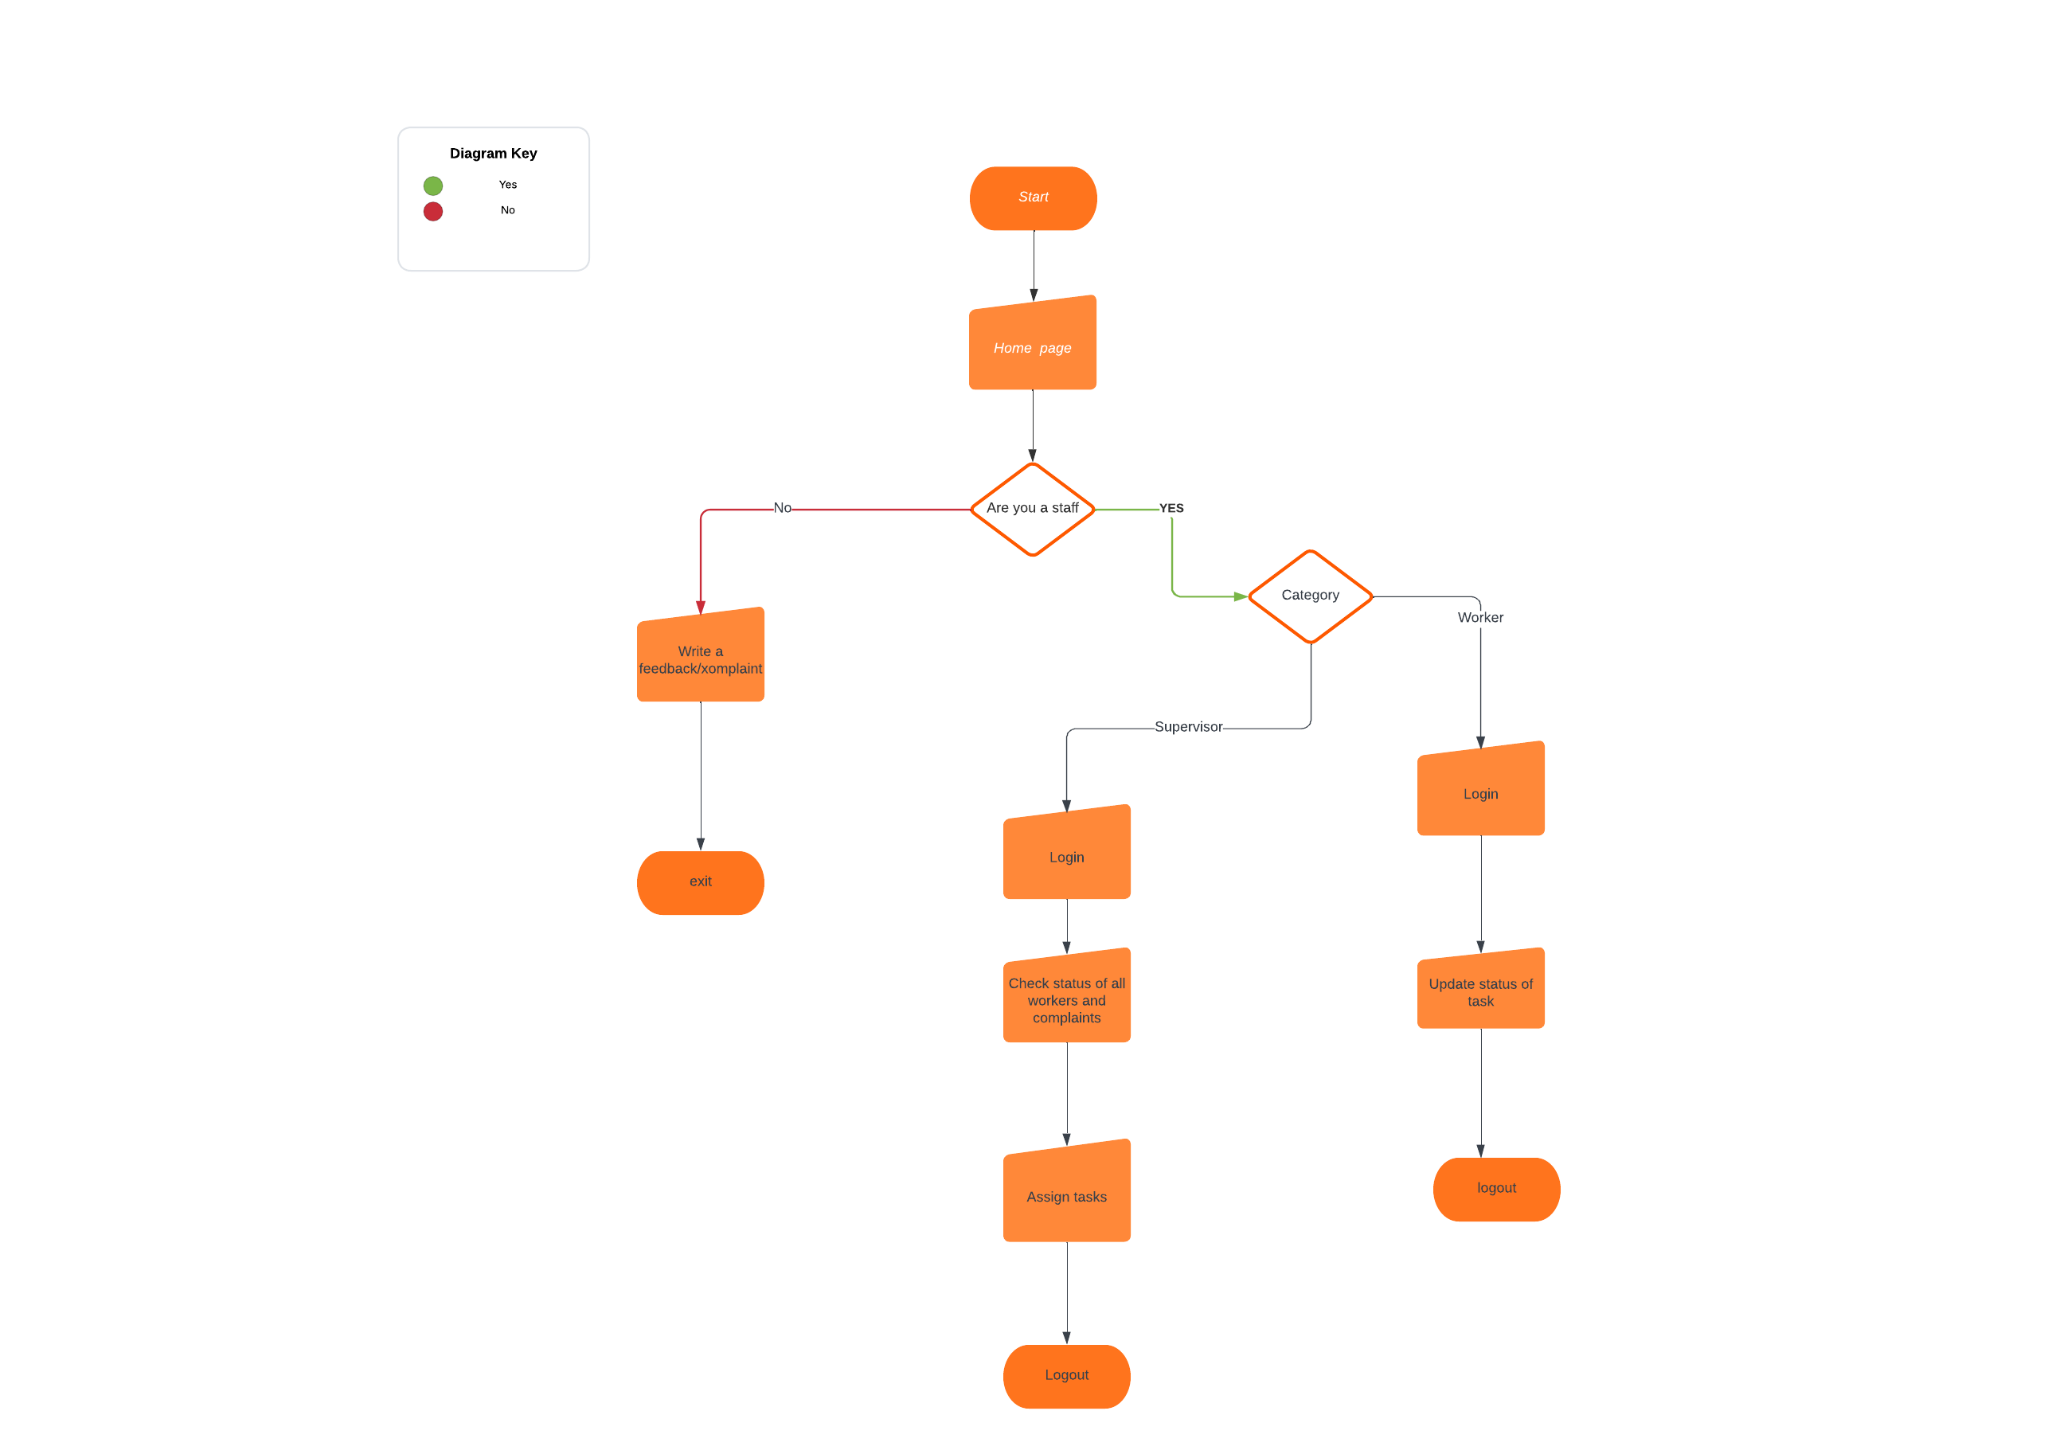 Diagram Key
Yes
No
Start
Home page
Are you a staff
No
YES
Category
Worker
Write a
feedback/xomplaint
Supervisor
Login
Login
exit
Check status of all
workers and
complaints
Update status of
task
Assign tasks
logout
Logout